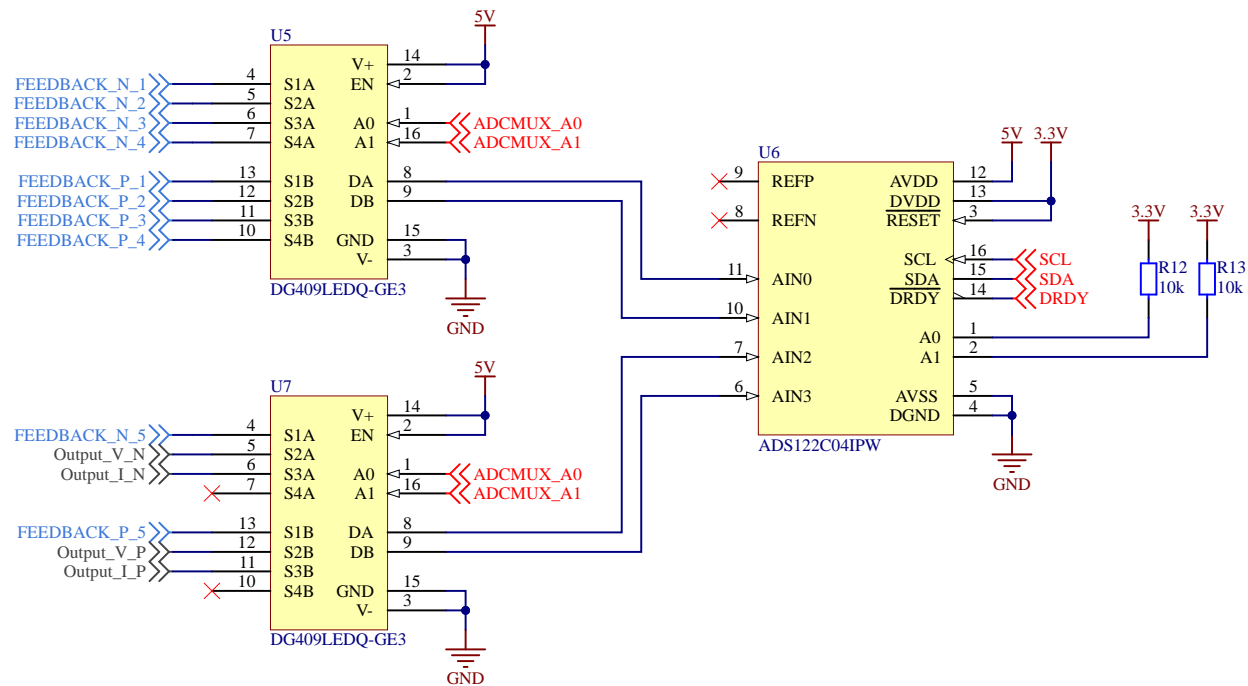 U5
5V
FEEDBACK_N_1
FEEDBACK_N_2
FEEDBACK_N_3
FEEDBACK_N_4
FEEDBACK_P_1
FEEDBACK_P_2
FEEDBACK_P_3
FEEDBACK_P_4
4 S1A
5 S2A
6 S3A
7 S4A
13 S1B
12 S2B
11 S3B
10 S4B
V+ 14
EN 2
A0 1 ADCMUX_A0
A1 16 ADCMUX_A1
DA 8
DB 9
GND 15
V- 3
DG409LEDQ-GE3
GND
U7
5V
FEEDBACK_N_5
Output_V_N
Output_I_N
FEEDBACK_P_5
Output_V_P
Output_I_P
4 S1A
5 S2A
6 S3A
7 S4A
13 S1B
12 S2B
11 S3B
10 S4B
V+ 14
EN 2
A0 1 ADCMUX_A0
A1 16 ADCMUX_A1
DA 8
DB 9
GND 15
V- 3
DG409LEDQ-GE3
GND
U6
5V 3.3V
9 REFP
8 REFN
11 AIN0
10 AIN1
7 AIN2
6 AIN3
AVDD 12
DVDD 13
RESET 3
SCL 16 SCL
SDA 15 SDA
DRDY 14 DRDY
A0 1
A1 2
AVSS 5
DGND 4
ADS122C04IPW
GND
3.3V 3.3V
R12 R13
10k 10k